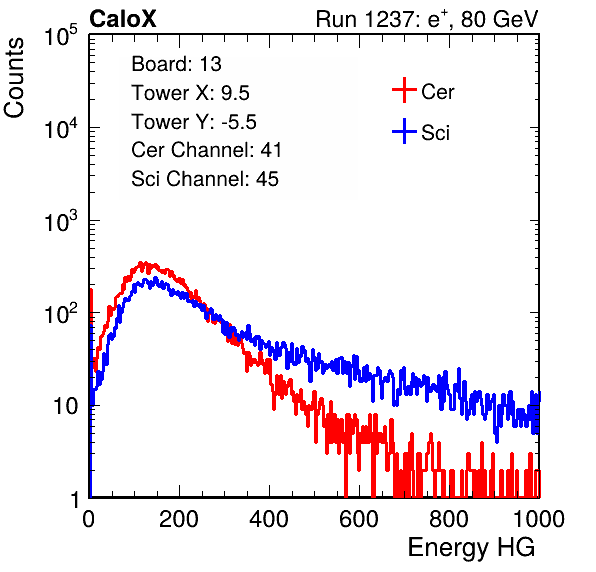 CaloX Run 1237: e⁺, 80 GeV
Counts
10⁵
10⁴
10³
10²
10
1
Board: 13
Tower X: 9.5
Tower Y: -5.5
Cer Channel: 41
Sci Channel: 45
Cer
Sci
0 200 400 600 800 1000
Energy HG